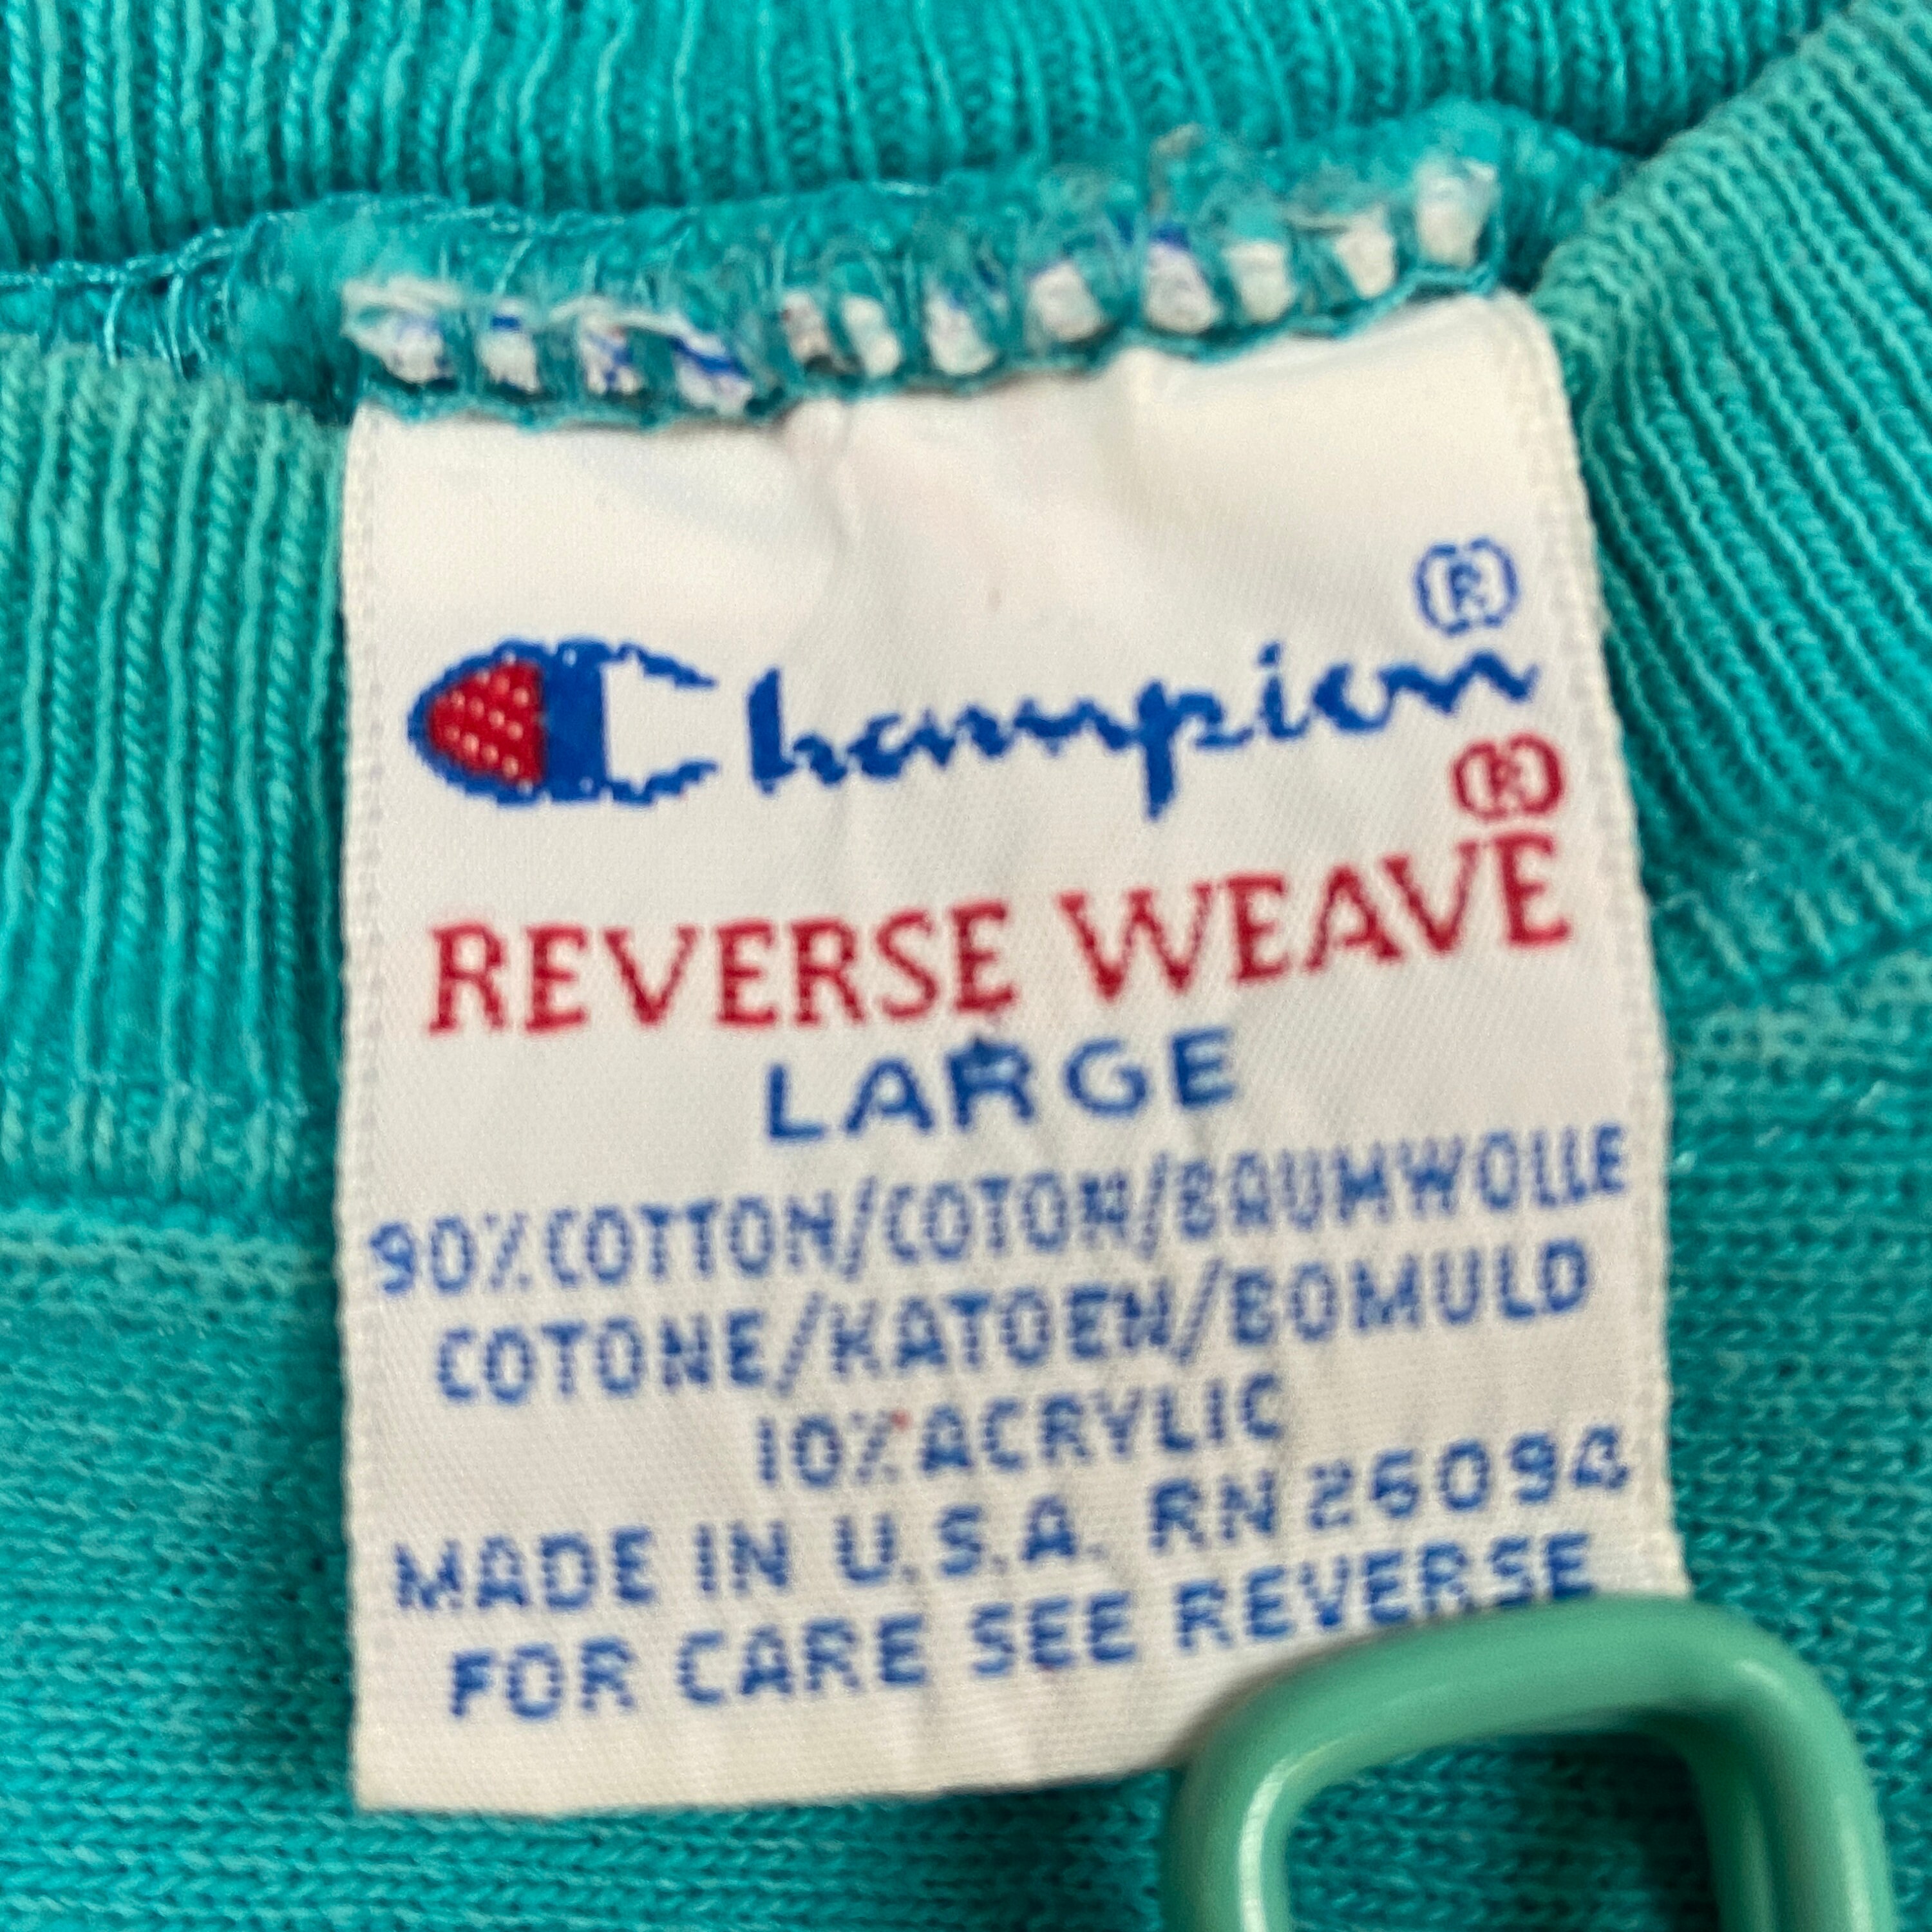 ®
Champion
®
REVERSE WEAVE
LARGE
90% COTTON/COTON/BAUMWOLLE
COTONE/KATOEN/BOMULD
10% ACRYLIC
MADE IN U.S.A. RN 26094
FOR CARE SEE REVERSE